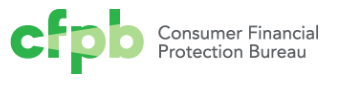 cfpb
Consumer Financial
Protection Bureau